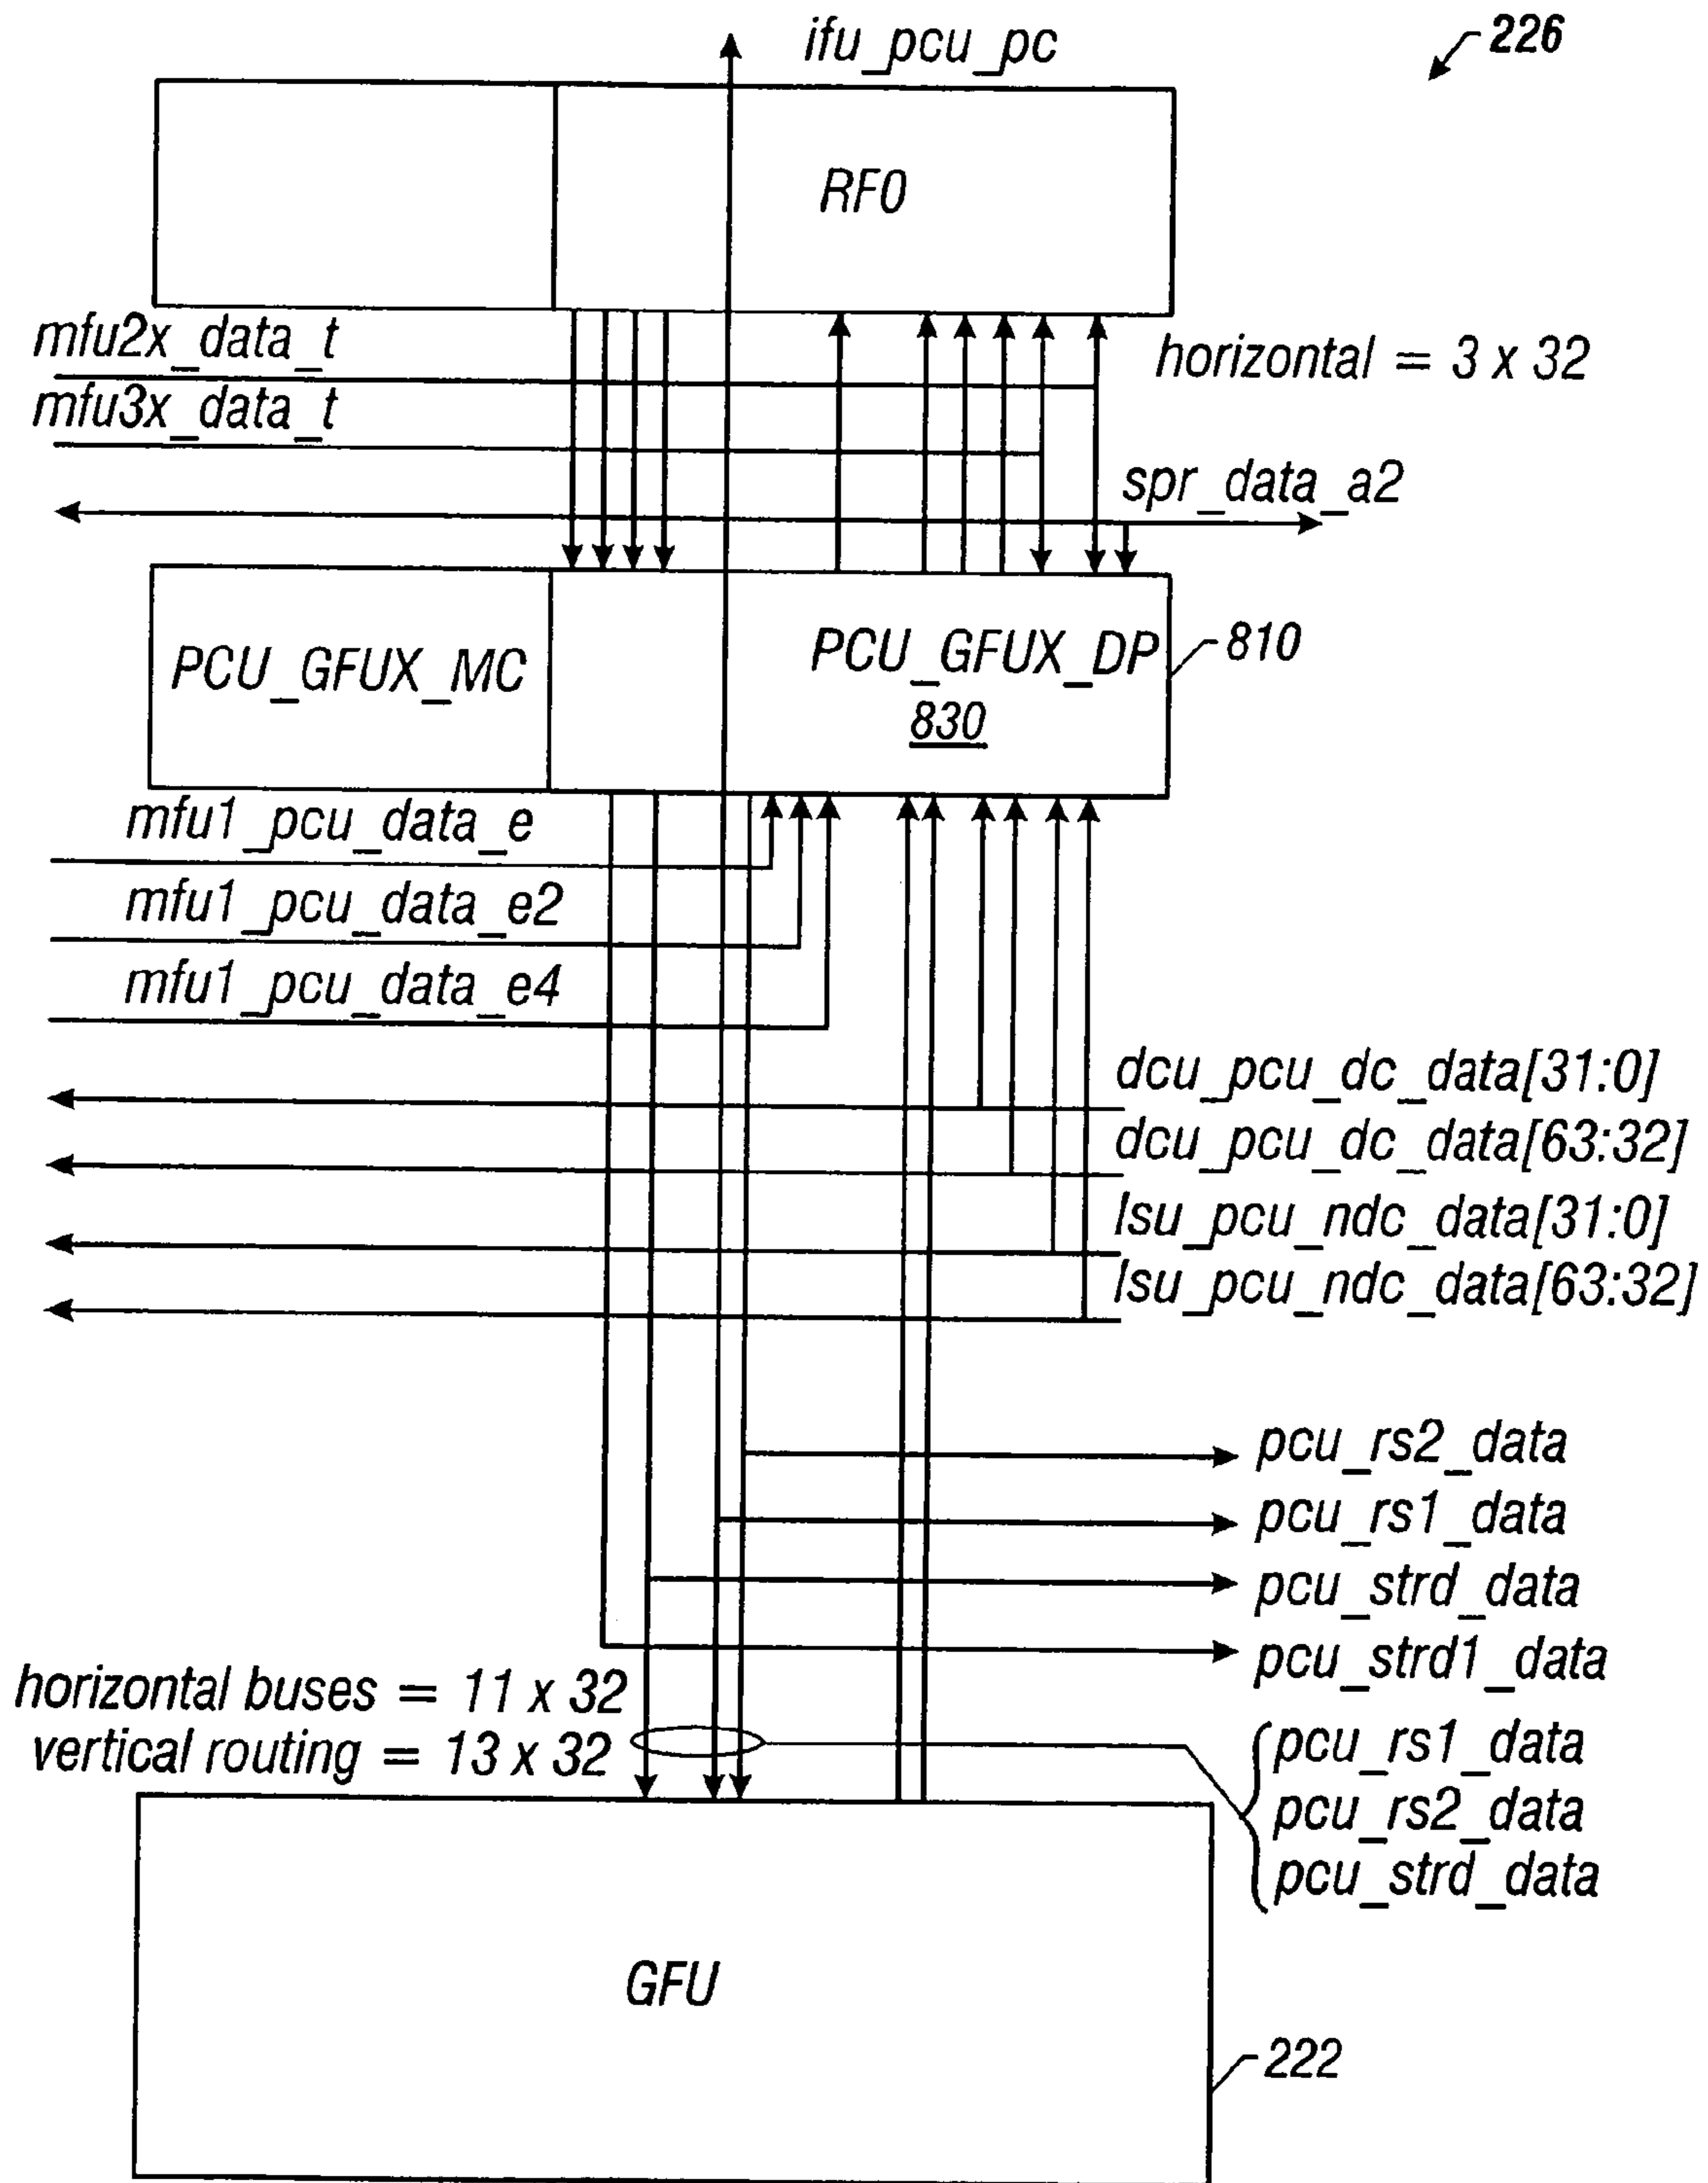 ifu_pcu_pc
226
RF0
mfu2x_data_t
horizontal = 3 x 32
mfu3x_data_t
spr_data_a2
PCU_GFUX_MC
PCU_GFUX_DP
810
830
mfu1_pcu_data_e
mfu1_pcu_data_e2
mfu1_pcu_data_e4
dcu_pcu_dc_data[31:0]
dcu_pcu_dc_data[63:32]
lsu_pcu_ndc_data[31:0]
lsu_pcu_ndc_data[63:32]
pcu_rs2_data
pcu_rs1_data
pcu_strd_data
pcu_strd1_data
horizontal buses = 11 x 32
vertical routing = 13 x 32
pcu_rs1_data
pcu_rs2_data
pcu_strd_data
GFU
222